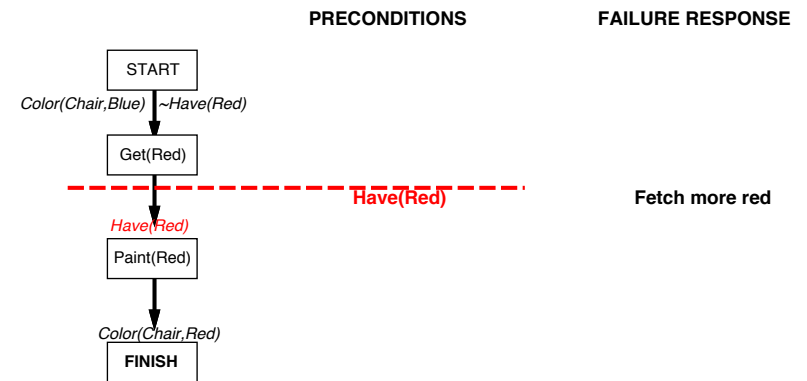 PRECONDITIONS FAILURE RESPONSE
START
Color(Chair,Blue) ~Have(Red)
Get(Red)
Have(Red) Fetch more red
Have(Red)
Paint(Red)
Color(Chair,Red)
FINISH